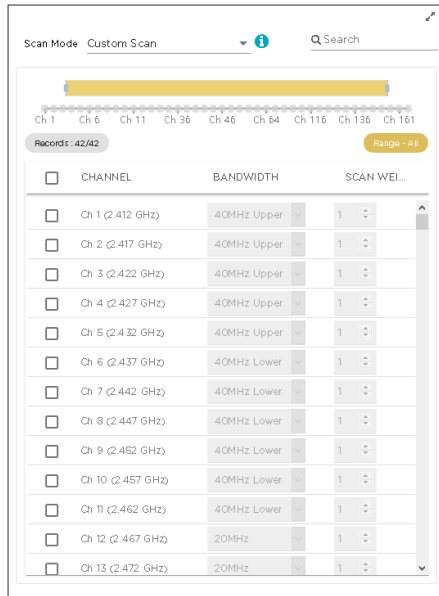 Scan Mode Custom Scan Search
Ch 1 Ch 6 Ch 11 Ch 36 Ch 46 Ch 64 Ch 116 Ch 136 Ch 161
Records : 42/42 Range - All
CHANNEL BANDWIDTH SCAN WEI...
Ch 1 (2.412 GHz) 40MHz Upper 1
Ch 2 (2.417 GHz) 40MHz Upper 1
Ch 3 (2.422 GHz) 40MHz Upper 1
Ch 4 (2.427 GHz) 40MHz Upper 1
Ch 5 (2.432 GHz) 40MHz Upper 1
Ch 6 (2.437 GHz) 40MHz Lower 1
Ch 7 (2.442 GHz) 40MHz Lower 1
Ch 8 (2.447 GHz) 40MHz Lower 1
Ch 9 (2.452 GHz) 40MHz Lower 1
Ch 10 (2.457 GHz) 40MHz Lower 1
Ch 11 (2.462 GHz) 40MHz Lower 1
Ch 12 (2.467 GHz) 20MHz 1
Ch 13 (2.472 GHz) 20MHz 1